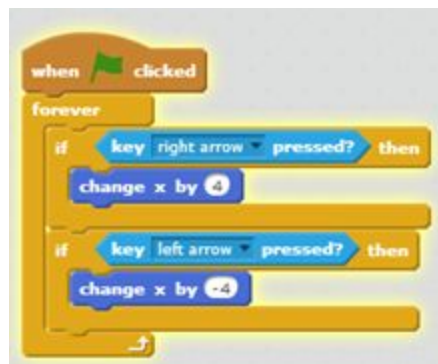 when clicked
forever
if key right arrow pressed? then
change x by 4
if key left arrow pressed? then
change x by -4